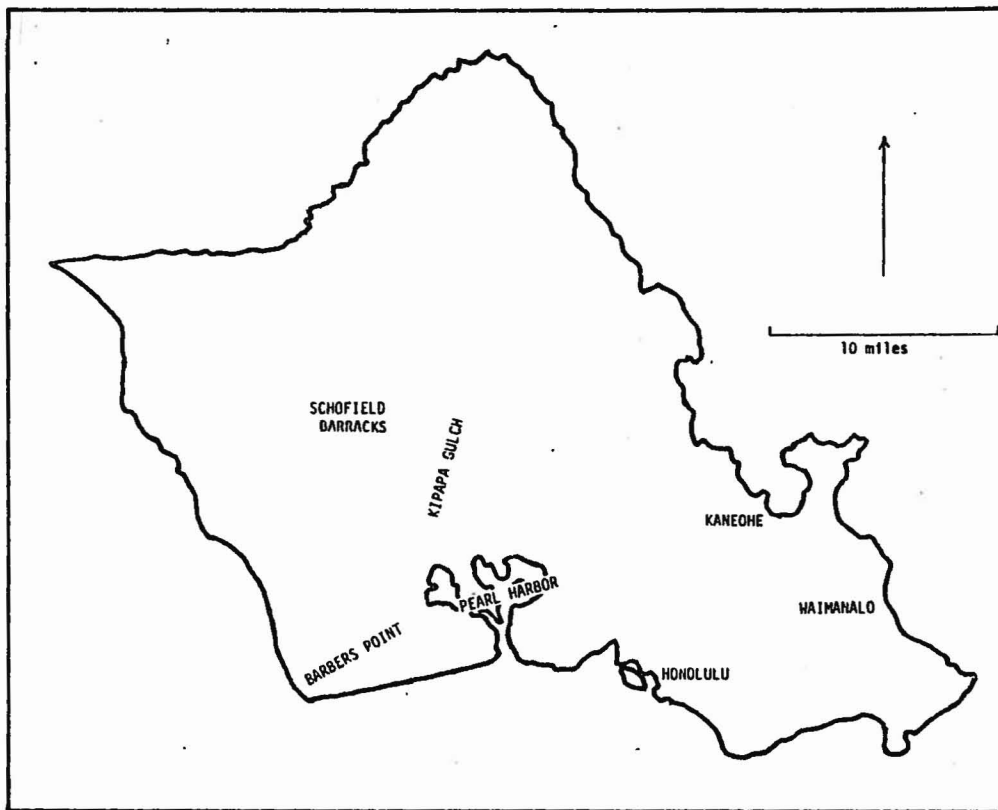 10 miles
SCHOFIELD
BARRACKS
KIPAPA GULCH
KANEOHE
PEARL HARBOR
WAIMANALO
BARBERS POINT
HONOLULU